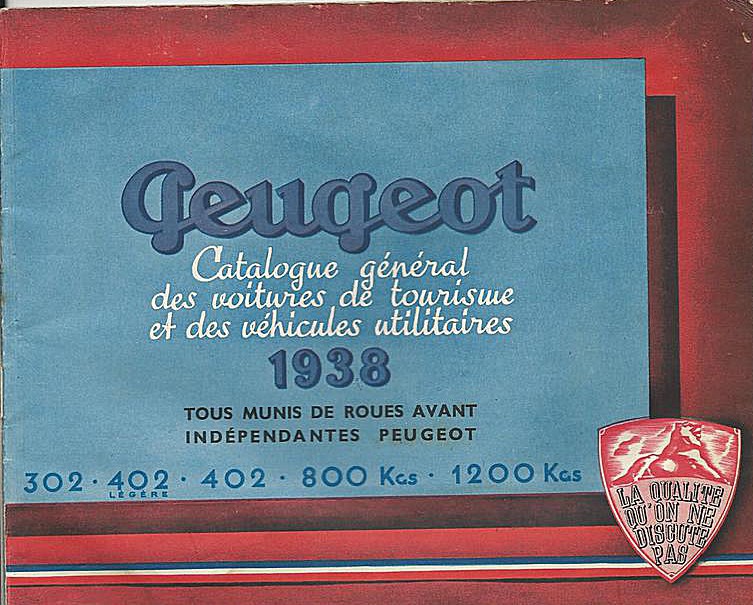 Peugeot
Catalogue général
des voitures de tourisme
et des véhicules utilitaires
1938
TOUS MUNIS DE ROUES AVANT
INDÉPENDANTES PEUGEOT
302 · 402 · 402 · 800 KGS · 1200 KGS
LÉGÈRE
LA QUALITÉ
QU'ON NE
DISCUTE
PAS